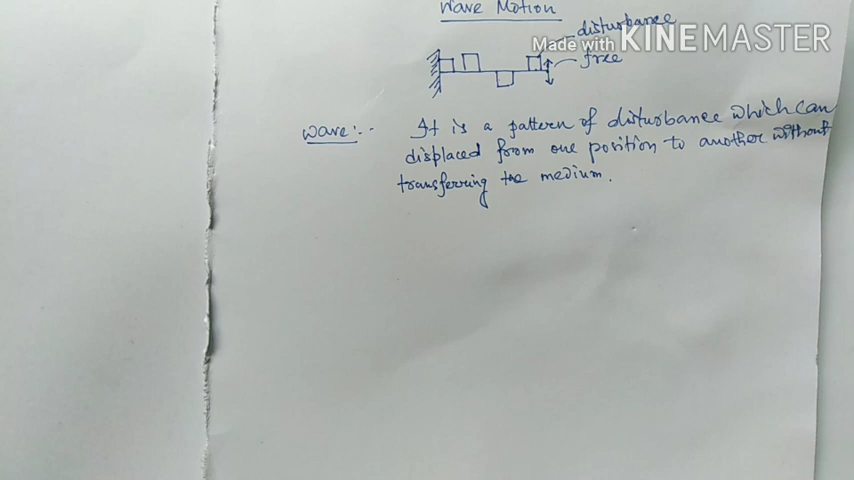 Wave Motion
disturbance
Made with KINEMASTER
free
Wave:-- It is a pattern of disturbance which can
displaced from one position to another without
transferring the medium.